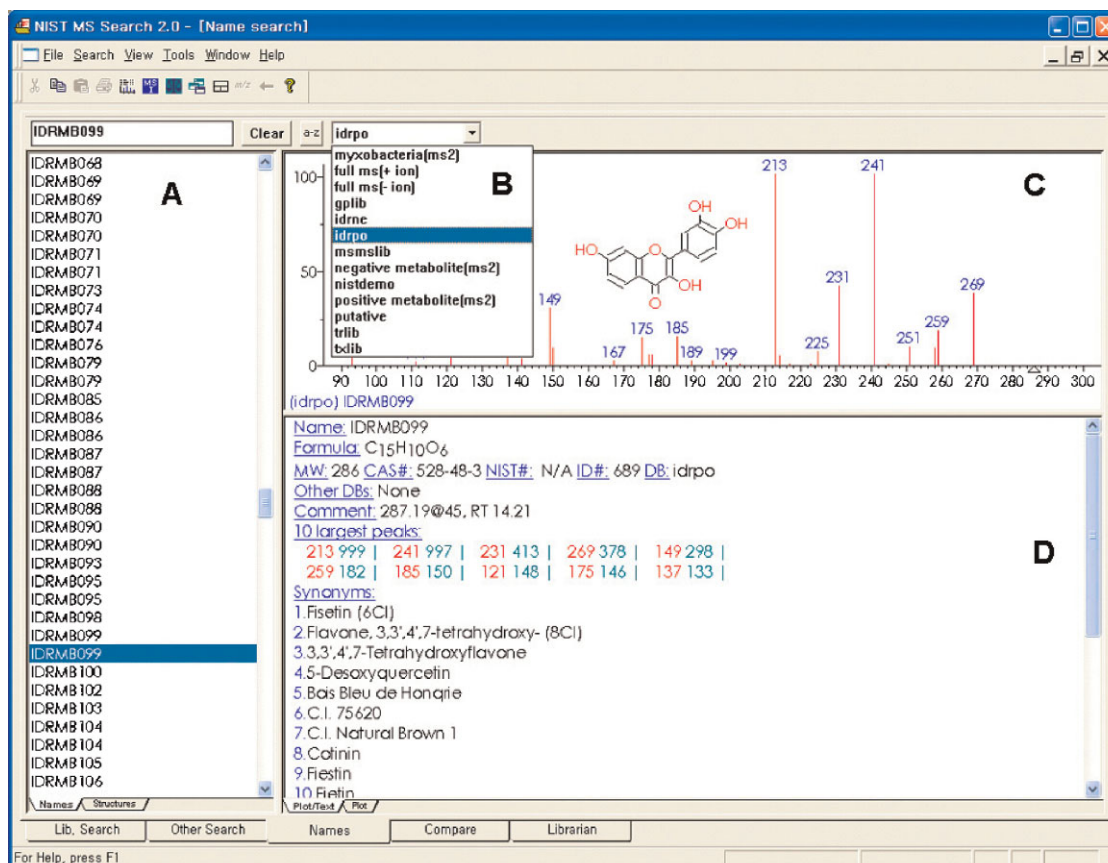 NIST MS Search 2.0 - [Name search]
File Search View Tools Window Help
IDRMB099 Clear a-z idrpo
IDRMB068
IDRMB069
IDRMB069
IDRMB070
IDRMB070
IDRMB071
IDRMB071
IDRMB073
IDRMB074
IDRMB074
IDRMB076
IDRMB079
IDRMB079
IDRMB085
IDRMB086
IDRMB086
IDRMB087
IDRMB087
IDRMB088
IDRMB088
IDRMB090
IDRMB090
IDRMB093
IDRMB095
IDRMB095
IDRMB098
IDRMB099
IDRMB099
IDRMB100
IDRMB102
IDRMB103
IDRMB104
IDRMB104
IDRMB105
IDRMB106
A
Names Structures
myxobacteria(ms2)
full ms(+ ion)
full ms(- ion)
gplib
idrne
idrpo
msmslib
negative metabolite(ms2)
nistdemo
positive metabolite(ms2)
putative
trlib
txlib
B
C
100
50
0
149 167 175 185 189 199 213 225 231 241 251 259 269
OH
OH
HO
O
OH
O
90 100 110 120 130 140 150 160 170 180 190 200 210 220 230 240 250 260 270 280 290 300
(idrpo) IDRMB099
Name: IDRMB099
Formula: C15H10O6
MW: 286 CAS#: 528-48-3 NIST#: N/A ID#: 689 DB: idrpo
Other DBs: None
Comment: 287.19@45, RT 14.21
10 largest peaks:
213 999 | 241 997 | 231 413 | 269 378 | 149 298 |
259 182 | 185 150 | 121 148 | 175 146 | 137 133 |
D
Synonyms:
1.Fisetin (6CI)
2.Flavone, 3,3',4',7-tetrahydroxy- (8CI)
3.3,3',4',7-Tetrahydroxyflavone
4.5-Desoxyquercetin
5.Bois Bleu de Hongrie
6.C.I. 75620
7.C.I. Natural Brown 1
8.Cotinin
9.Fiestin
10.Fietin
Plot/Text Plot
Lib. Search Other Search Names Compare Librarian
For Help, press F1